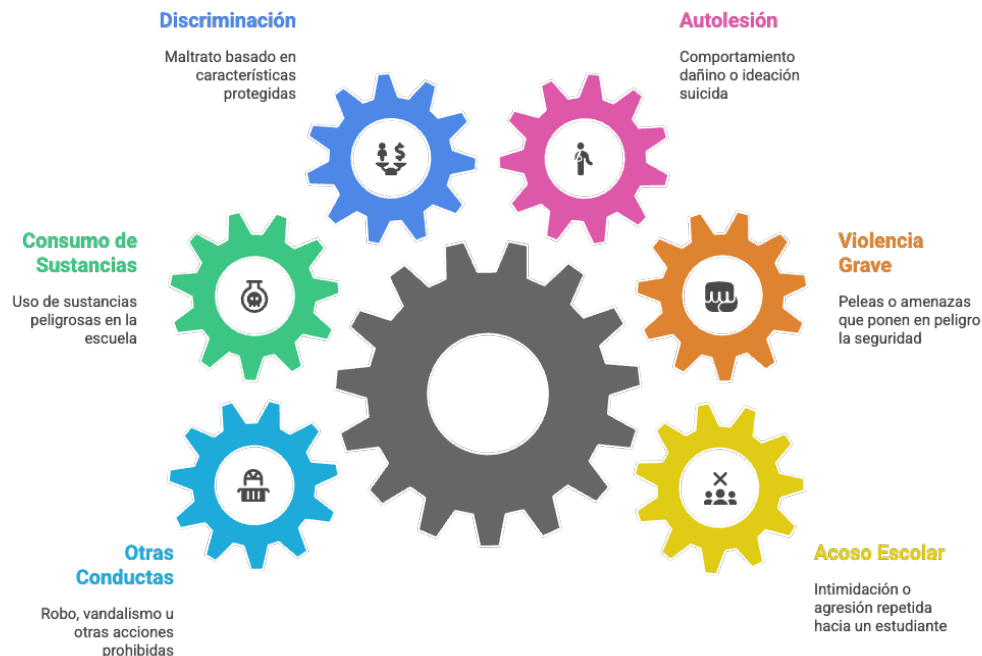 Discriminación
Maltrato basado en
características
protegidas
Autolesión
Comportamiento
dañino o ideación
suicida
Consumo de
Sustancias
Uso de sustancias
peligrosas en la
escuela
Violencia
Grave
Peleas o amenazas
que ponen en peligro
la seguridad
Otras
Conductas
Robo, vandalismo u
otras acciones
prohibidas
Acoso Escolar
Intimidación o
agresión repetida
hacia un estudiante